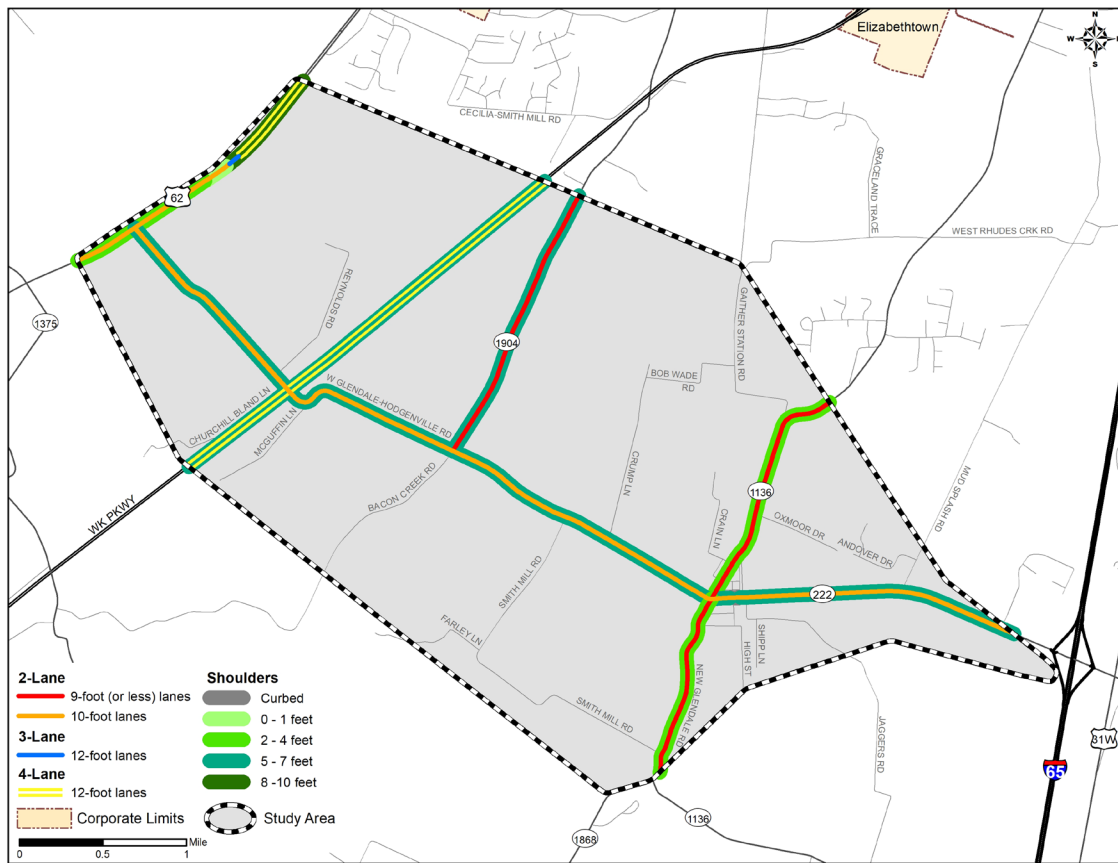 Elizabethtown
N
W
E
S
CECILIA-SMITH MILL RD
GRACELAND TRACE
62
WEST RHUDES CRK RD
REYNOLDS RD
GAITHER STATION RD
1375
1904
BOB WADE
RD
W GLENDALE-HODGENVILLE RD
CHURCHILL BLAND LN
MCGUFFIN LN
CRUMP LN
BACON CREEK RD
MUD SPLASH RD
1136
WK PKWY
CRAIN LN
OXMOOR DR
ANDOVER DR
SMITH MILL RD
222
FARLEY LN
SHIPP LN
HIGH ST
NEW GLENDALE RD
SMITH MILL RD
JAGGERS RD
31W
65
1136
1868
2-Lane
9-foot (or less) lanes
10-foot lanes
3-Lane
12-foot lanes
4-Lane
12-foot lanes
Corporate Limits
Shoulders
Curbed
0 - 1 feet
2 - 4 feet
5 - 7 feet
8 -10 feet
Study Area
Mile
0 0.5 1